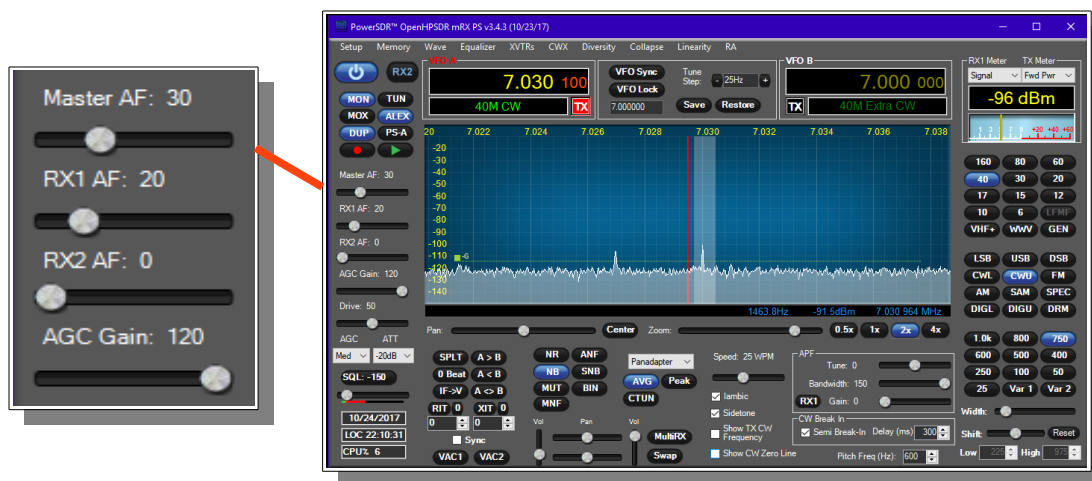 Master AF: 30
RX1 AF: 20
RX2 AF: 0
AGC Gain: 120
PowerSDR™ OpenHPSDR mRX PS v3.4.3 (10/23/17)
Setup Memory Wave Equalizer XVTRs CWX Diversity Collapse Linearity RA
RX2
MON TUN
MOX ALEX
DUP PS-A
VFO A
7.030 100
40M CW TX
VFO Sync
VFO Lock
7.000000
Tune
Step: - 25Hz +
Save Restore
VFO B
7.000 000
TX 40M Extra CW
RX1 Meter TX Meter
Signal Fwd Pwr
-96 dBm
+20 +40 +60
20 7.022 7.024 7.026 7.028 7.030 7.032 7.034 7.036 7.038
-20
-30
-40
-50
-60
-70
-80
-90
-100
-110
-120
-130
-140
-G
1463.8Hz -91.5dBm 7.030 964 MHz
Master AF: 30
RX1 AF: 20
RX2 AF: 0
AGC Gain: 120
Drive: 50
AGC ATT
Med -20dB
SQL: -150
10/24/2017
LOC 22:10:31
CPU% 6
Pan: Center Zoom: 0.5x 1x 2x 4x
SPLT A > B
0 Beat A < B
IF->V A <> B
RIT 0 XIT 0
0 0
Sync
VAC1 VAC2
NR ANF
NB SNB
MUT BIN
MNF
Panadapter
AVG Peak
CTUN
Vol Pan Vol
MultiRX
Swap
Speed: 25 WPM
Iambic
Sidetone
Show TX CW
Frequency
Show CW Zero Line
APF
Tune: 0
Bandwidth: 150
RX1 Gain: 0
CW Break In
Semi Break-In Delay (ms) 300
Pitch Freq (Hz): 600
160 80 60
40 30 20
17 15 12
10 6 LFMF
VHF+ WWV GEN
LSB USB DSB
CWL CWU FM
AM SAM SPEC
DIGL DIGU DRM
1.0k 800 750
600 500 400
250 100 50
25 Var 1 Var 2
Width:
Shift: Reset
Low 225 High 975